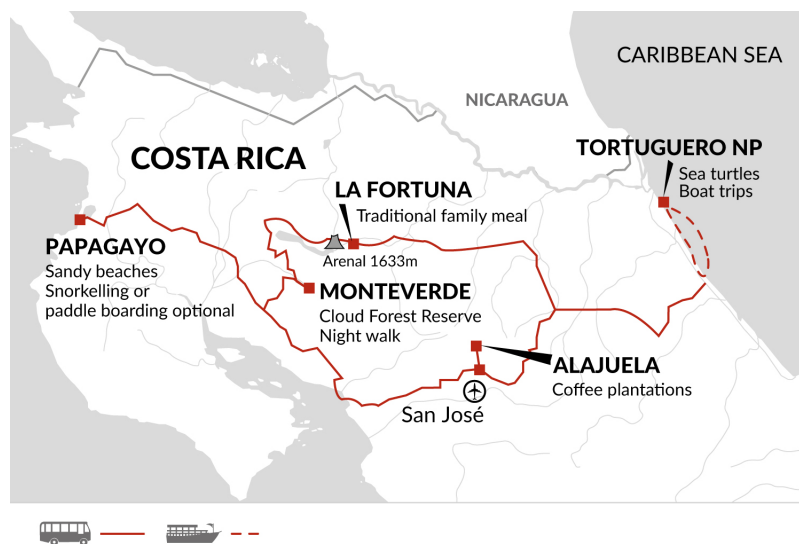 CARIBBEAN SEA
NICARAGUA
COSTA RICA
TORTUGUERO NP
Sea turtles
Boat trips
LA FORTUNA
Traditional family meal
Arenal 1633m
PAPAGAYO
Sandy beaches
Snorkelling or
paddle boarding optional
MONTEVERDE
Cloud Forest Reserve
Night walk
ALAJUELA
Coffee plantations
San José